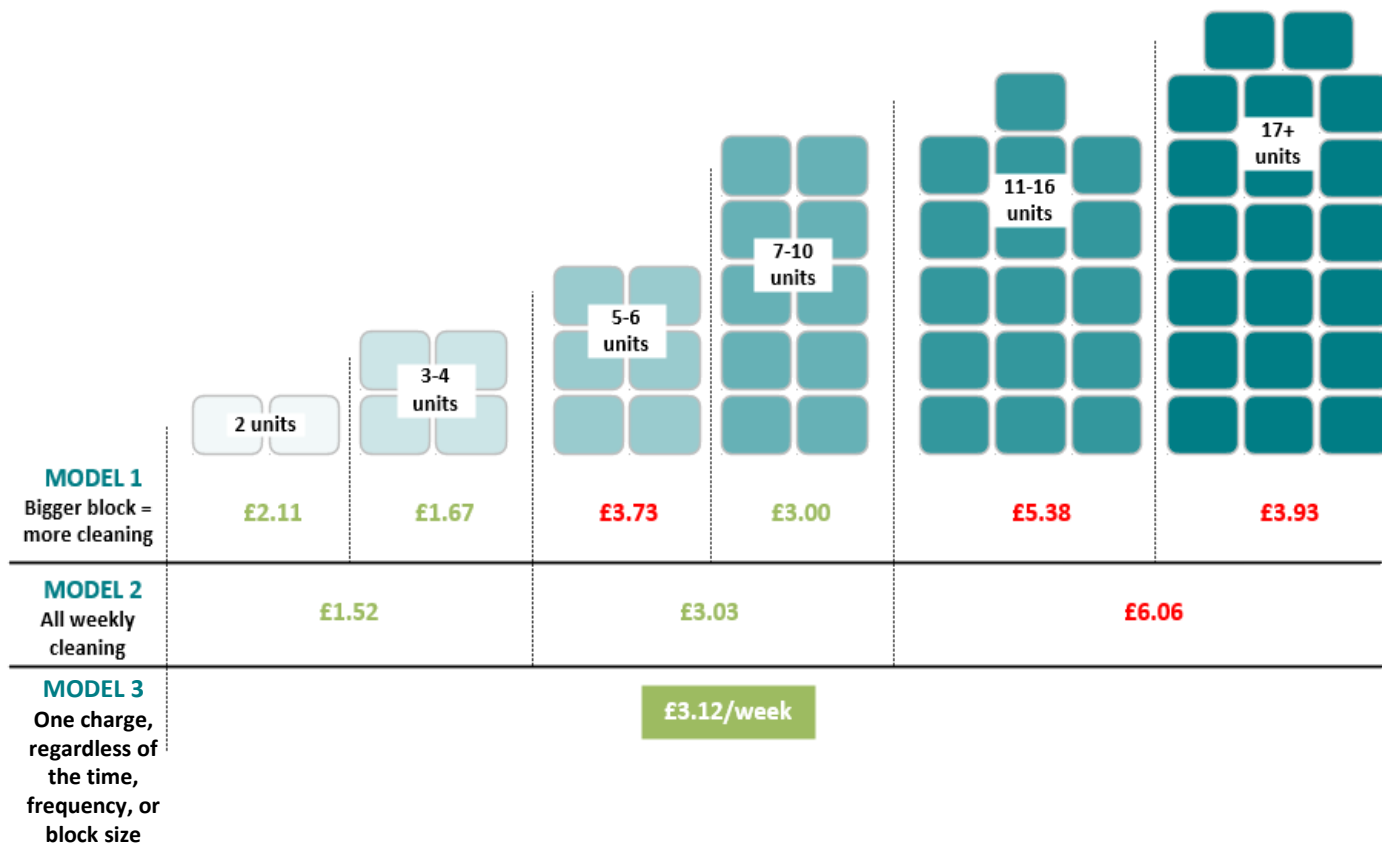 17+
units
11-16
units
7-10
units
5-6
units
3-4
units
2 units
MODEL 1
Bigger block =
more cleaning
£2.11
£1.67
£3.73
£3.00
£5.38
£3.93
MODEL 2
All weekly
cleaning
£1.52
£3.03
£6.06
MODEL 3
One charge,
regardless of
the time,
frequency, or
block size
£3.12/week